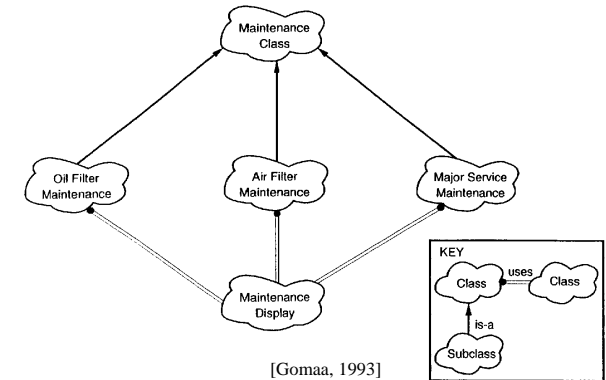 Maintenance
Class
Oil Filter
Maintenance
Air Filter
Maintenance
Major Service
Maintenance
Maintenance
Display
KEY
Class
uses
Class
is-a
Subclass
[Gomaa, 1993]